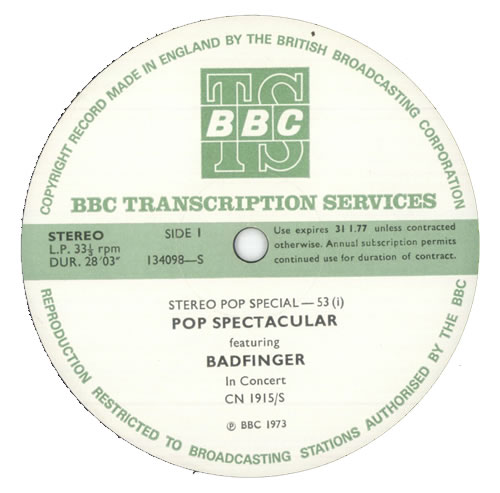 COPYRIGHT RECORD MADE IN ENGLAND BY THE BRITISH BROADCASTING CORPORATION
TS
BBC
BBC TRANSCRIPTION SERVICES
STEREO
L.P. 33⅓ rpm
DUR. 28′03″
SIDE 1
134098—S
Use expires 31 1.77 unless contracted
otherwise. Annual subscription permits
continued use for duration of contract.
STEREO POP SPECIAL — 53 (i)
POP SPECTACULAR
featuring
BADFINGER
In Concert
CN 1915/S
℗ BBC 1973
REPRODUCTION RESTRICTED TO BROADCASTING STATIONS AUTHORISED BY THE BBC